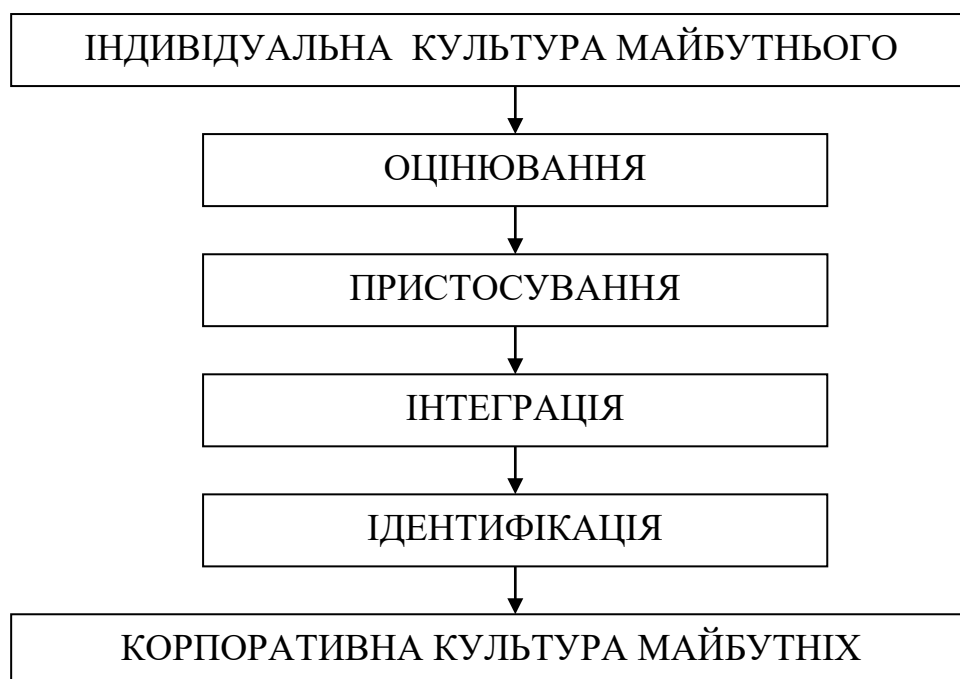 ІНДИВІДУАЛЬНА КУЛЬТУРА МАЙБУТНЬОГО
ОЦІНЮВАННЯ
ПРИСТОСУВАННЯ
ІНТЕГРАЦІЯ
ІДЕНТИФІКАЦІЯ
КОРПОРАТИВНА КУЛЬТУРА МАЙБУТНІХ